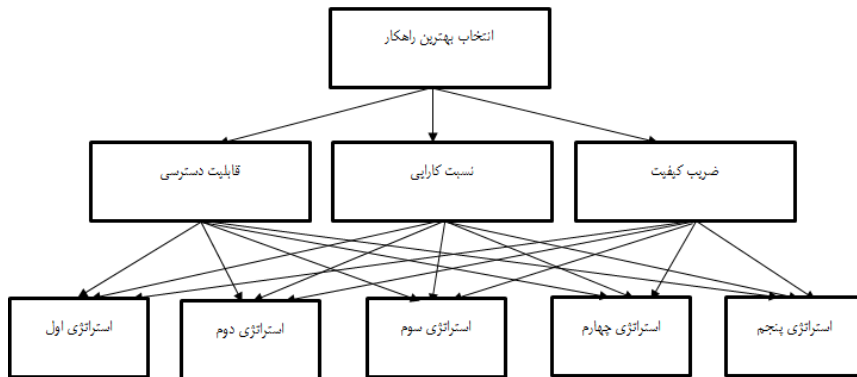 انتخاب بهترین راهکار
ضریب کیفیت
نسبت کارایی
قابلیت دسترسی
استراتژی پنجم
استراتژی چهارم
استراتژی سوم
استراتژی دوم
استراتژی اول